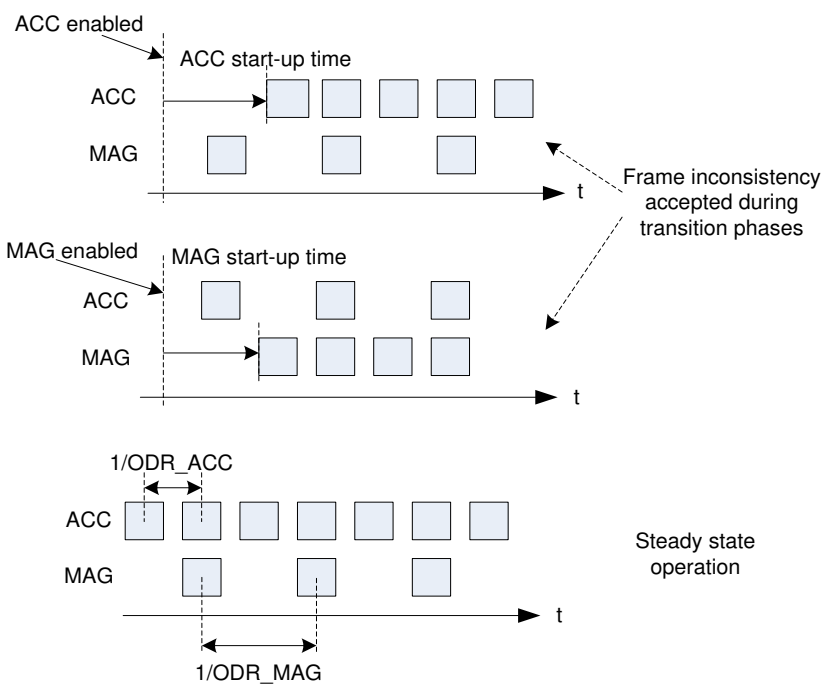 ACC enabled
ACC start-up time
ACC
MAG
t
Frame inconsistency
accepted during
transition phases
MAG enabled
MAG start-up time
ACC
MAG
t
1/ODR_ACC
ACC
MAG
Steady state
operation
t
1/ODR_MAG